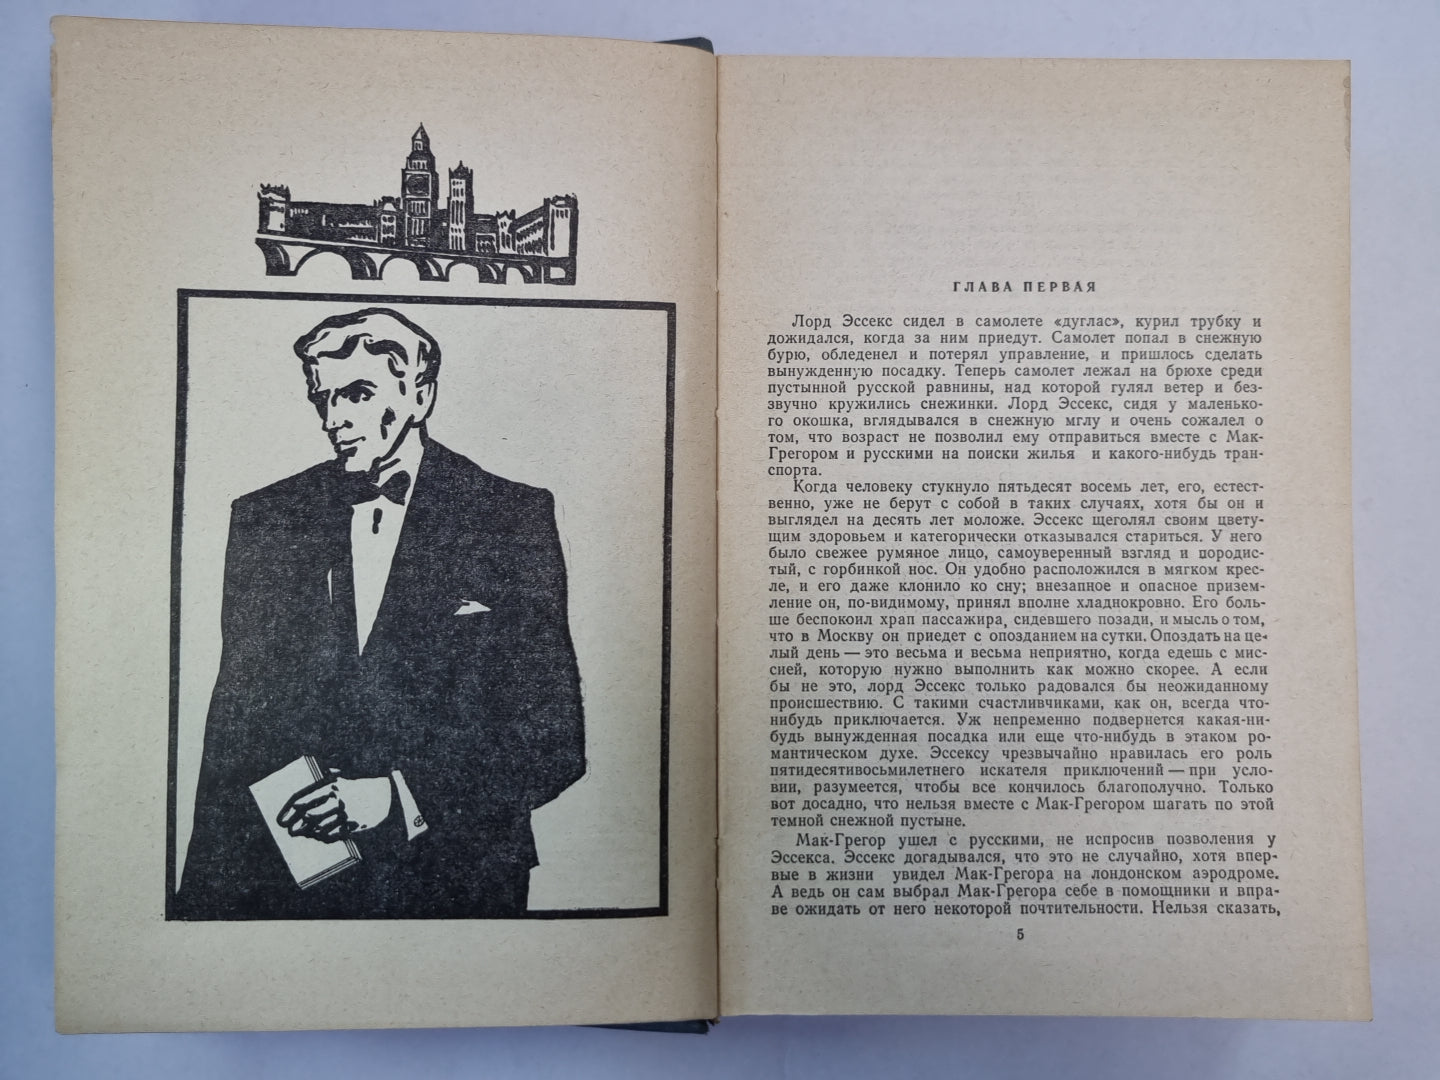 ГЛАВА ПЕРВАЯ
Лорд Эссекс сидел в самолете «дуглас», курил трубку и
дожидался, когда за ним приедут. Самолет попал в снежную
бурю, обледенел и потерял управление, и пришлось сделать
вынужденную посадку. Теперь самолет лежал на брюхе среди
пустынной русской равнины, над которой гулял ветер и без-
звучно кружились снежинки. Лорд Эссекс, сидя у маленько-
го окошка, вглядывался в снежную мглу и очень сожалел о
том, что возраст не позволил ему отправиться вместе с Мак-
Грегором и русскими на поиски жилья и какого-нибудь тран-
спорта.
Когда человеку стукнуло пятьдесят восемь лет, его, естест-
венно, уже не берут с собой в таких случаях, хотя бы он и
выглядел на десять лет моложе. Эссекс щеголял своим цвету-
щим здоровьем и категорически отказывался стариться. У него
было свежее румяное лицо, самоуверенный взгляд и породис-
тый, с горбинкой нос. Он удобно расположился в мягком крес-
ле, и его даже клонило ко сну; внезапное и опасное призем-
ление он, по-видимому, принял вполне хладнокровно. Его боль-
ше беспокоил храп пассажира, сидевшего позади, и мысль о том,
что в Москву он приедет с опозданием на сутки. Опоздать на це-
лый день — это весьма и весьма неприятно, когда едешь с мис-
сией, которую нужно выполнить как можно скорее. А если
бы не это, лорд Эссекс только радовался бы неожиданному
происшествию. С такими счастливчиками, как он, всегда что-
нибудь приключается. Уж непременно подвернется какая-ни-
будь вынужденная посадка или еще что-нибудь в этаком ро-
мантическом духе. Эссексу чрезвычайно нравилась его роль
пятидесятивосьмилетнего искателя приключений — при усло-
вии, разумеется, чтобы все кончилось благополучно. Только
вот досадно, что нельзя вместе с Мак-Грегором шагать по этой
темной снежной пустыне.
Мак-Грегор ушел с русскими, не испросив позволения у
Эссекса. Эссекс догадывался, что это не случайно, хотя впер-
вые в жизни увидел Мак-Грегора на лондонском аэродроме.
А ведь он сам выбрал Мак-Грегора себе в помощники и впра-
ве ожидать от него некоторой почтительности. Нельзя сказать,
5